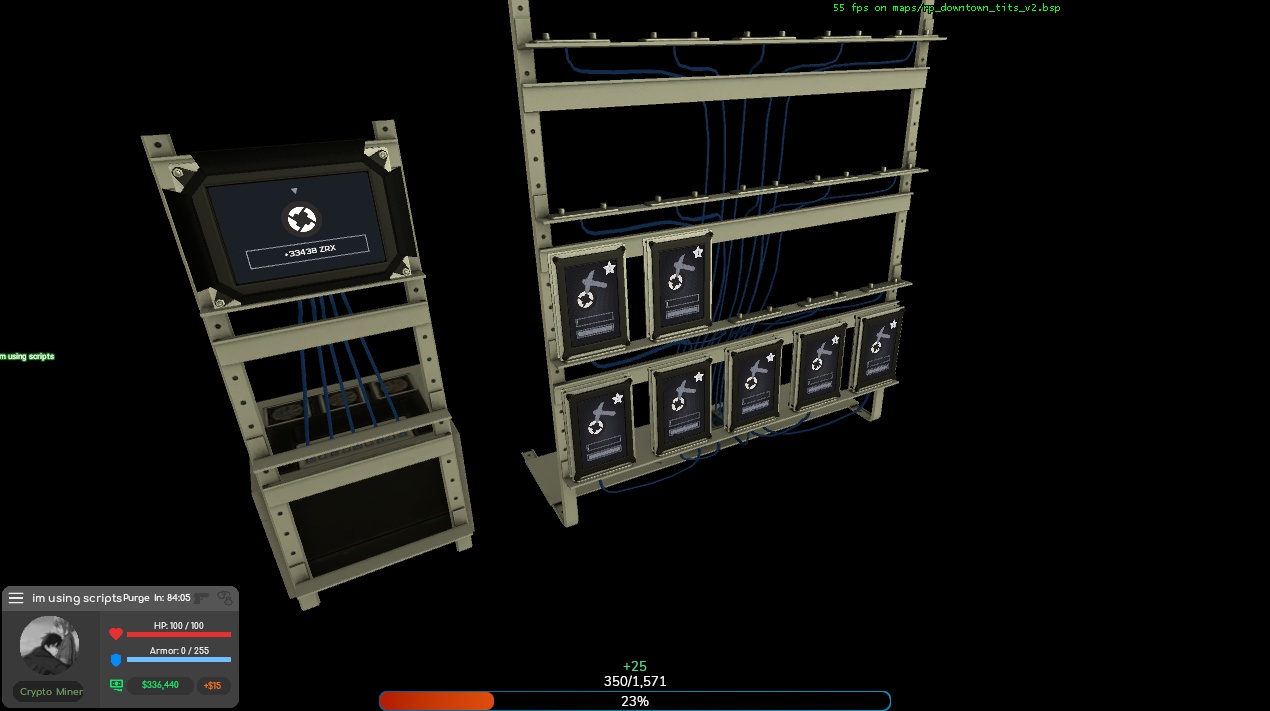 55 fps on maps/rp_downtown_tits_v2.bsp
+33438 ZRX
m using scripts
im using scripts Purge In: 84:05
HP: 100 / 100
Armor: 0 / 255
$336,440 +$15
Crypto Miner
+25
350/1,571
23%